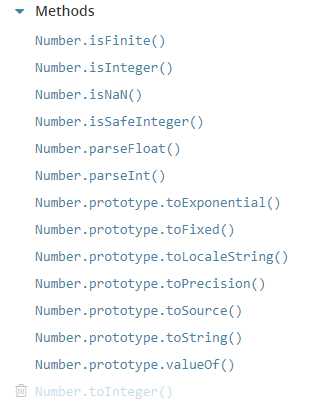 Methods
Number.isFinite()
Number.isInteger()
Number.isNaN()
Number.isSafeInteger()
Number.parseFloat()
Number.parseInt()
Number.prototype.toExponential()
Number.prototype.toFixed()
Number.prototype.toLocaleString()
Number.prototype.toPrecision()
Number.prototype.toSource()
Number.prototype.toString()
Number.prototype.valueOf()
Number.toInteger()